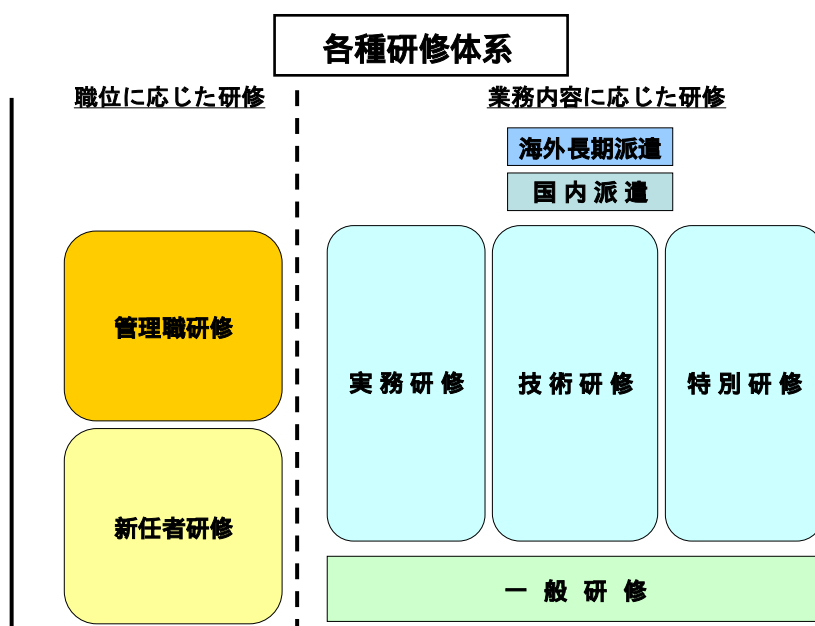 各種研修体系
職位に応じた研修
業務内容に応じた研修
海外長期派遣
国内派遣
管理職研修
実務研修
技術研修
特別研修
新任者研修
一般研修